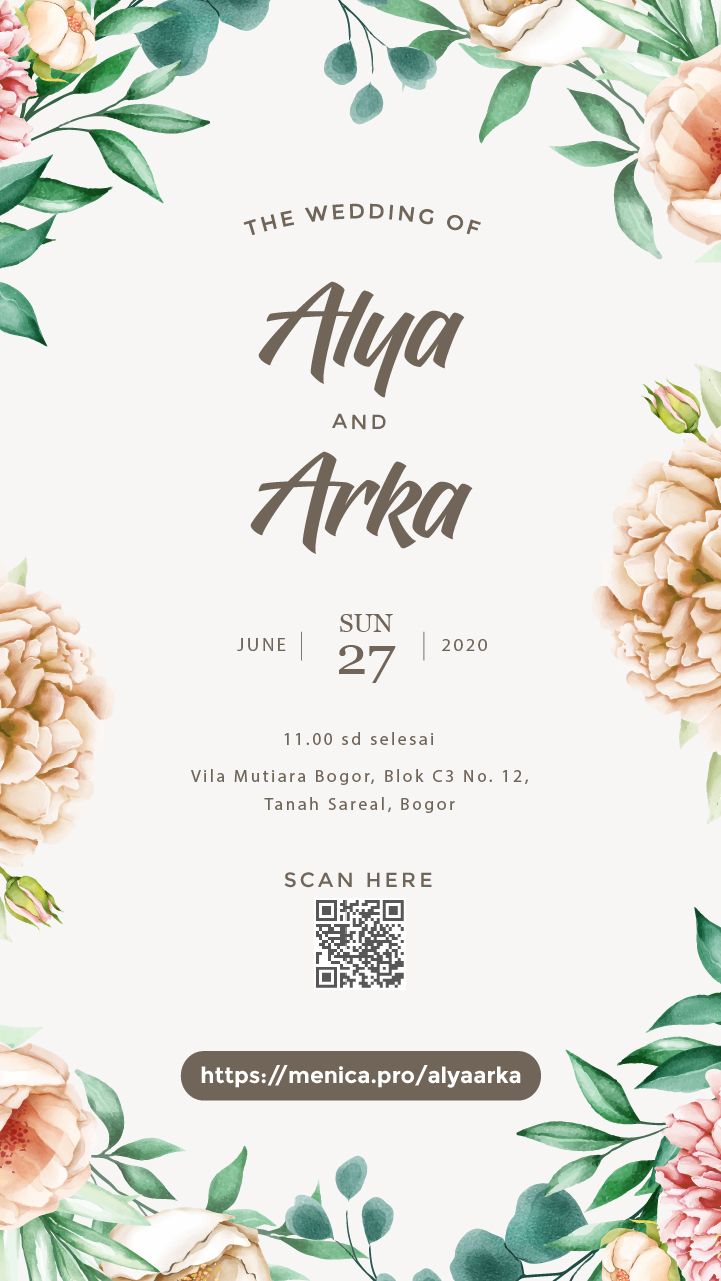 THE WEDDING OF
Alya
AND
Arka
JUNE | SUN 27 | 2020
11.00 sd selesai
Vila Mutiara Bogor, Blok C3 No. 12,
Tanah Sareal, Bogor
SCAN HERE
https://menica.pro/alyaarka